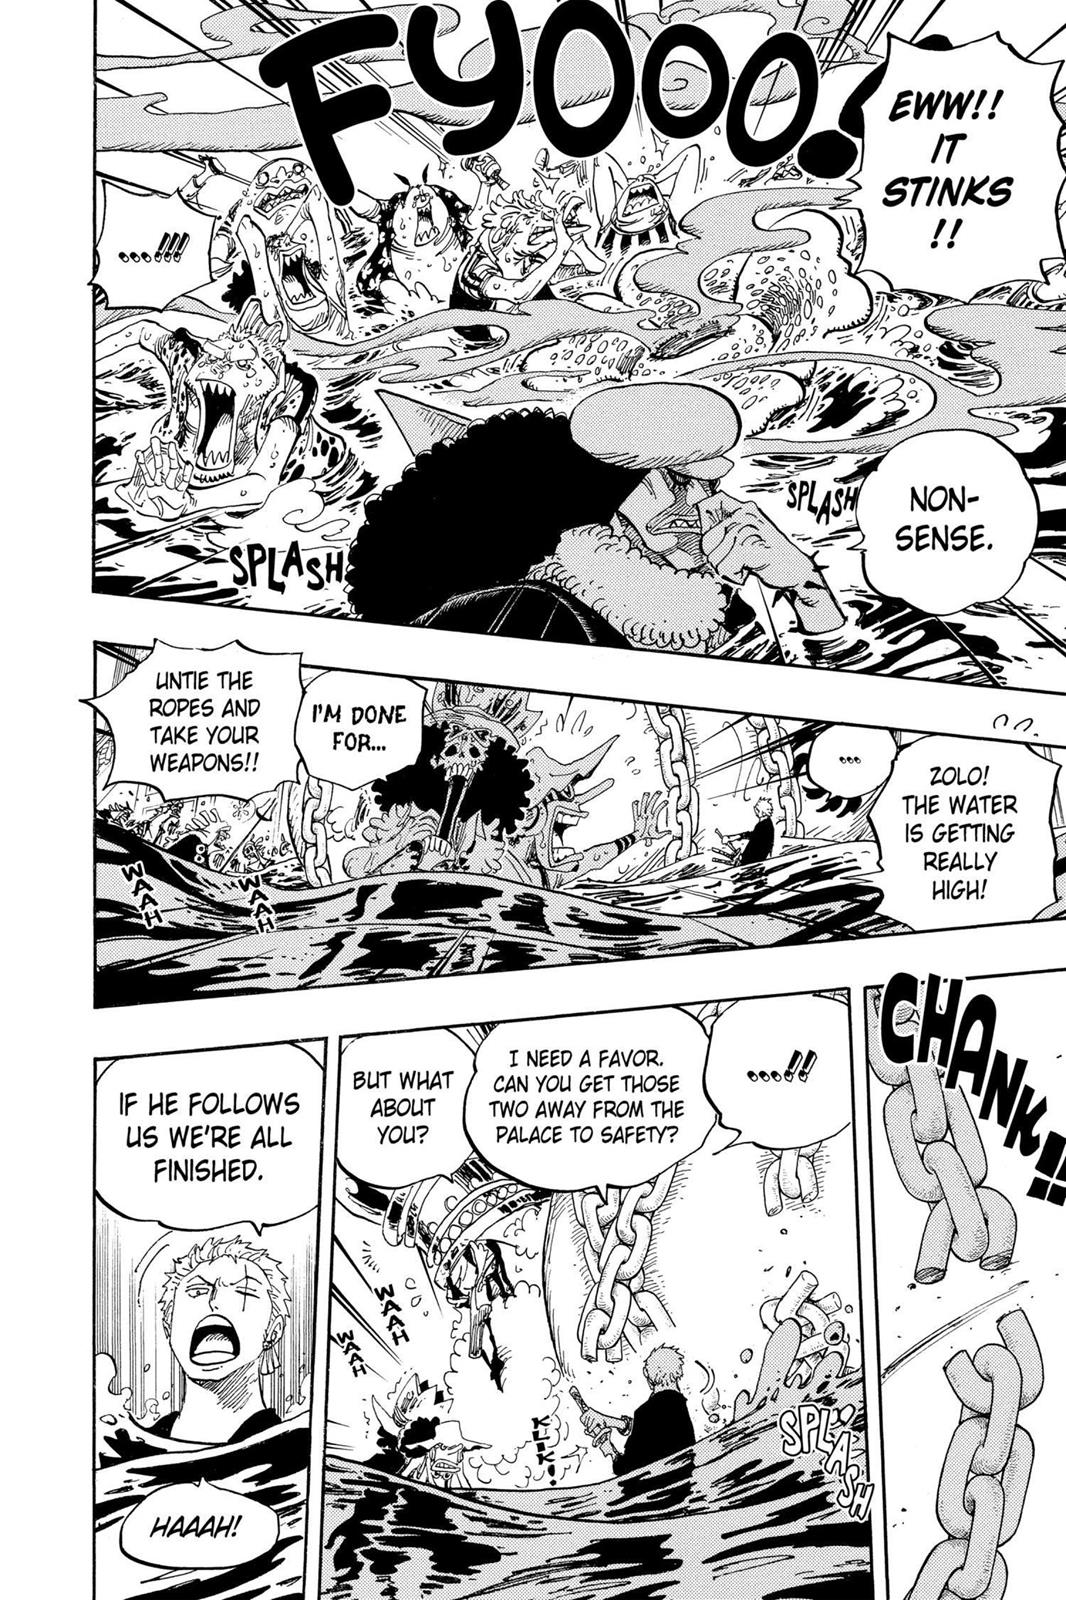 FYOOO!
EWW!!
IT
STINKS
!!
...!!!
NON-
SENSE.
SPLASH
SPLASH
ZOLO!
THE WATER
IS GETTING
REALLY
HIGH!
...
I'M DONE
FOR...
UNTIE THE
ROPES AND
TAKE YOUR
WEAPONS!!
WAAH
WAAH
CHANK!!
...!!
I NEED A FAVOR.
CAN YOU GET THOSE
TWO AWAY FROM THE
PALACE TO SAFETY?
BUT WHAT
ABOUT
YOU?
WAAH
WAAH
KLIK!
SPLASH
IF HE FOLLOWS
US WE'RE ALL
FINISHED.
HAAAH!